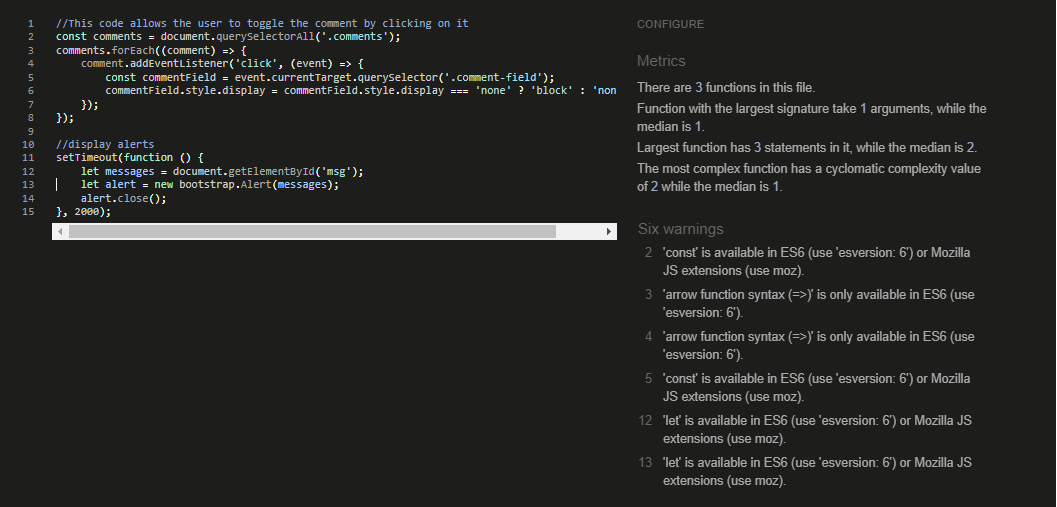 1 //This code allows the user to toggle the comment by clicking on it
2 const comments = document.querySelectorAll('.comments');
3 comments.forEach((comment) => {
4 comment.addEventListener('click', (event) => {
5 const commentField = event.currentTarget.querySelector('.comment-field');
6 commentField.style.display = commentField.style.display === 'none' ? 'block' : 'non
7 });
8 });
9
10 //display alerts
11 setTimeout(function () {
12 let messages = document.getElementById('msg');
13 let alert = new bootstrap.Alert(messages);
14 alert.close();
15 }, 2000);
CONFIGURE
Metrics
There are 3 functions in this file.
Function with the largest signature take 1 arguments, while the
median is 1.
Largest function has 3 statements in it, while the median is 2.
The most complex function has a cyclomatic complexity value
of 2 while the median is 1.
Six warnings
2 'const' is available in ES6 (use 'esversion: 6') or Mozilla
JS extensions (use moz).
3 'arrow function syntax (=>)' is only available in ES6 (use
'esversion: 6').
4 'arrow function syntax (=>)' is only available in ES6 (use
'esversion: 6').
5 'const' is available in ES6 (use 'esversion: 6') or Mozilla
JS extensions (use moz).
12 'let' is available in ES6 (use 'esversion: 6') or Mozilla JS
extensions (use moz).
13 'let' is available in ES6 (use 'esversion: 6') or Mozilla JS
extensions (use moz).